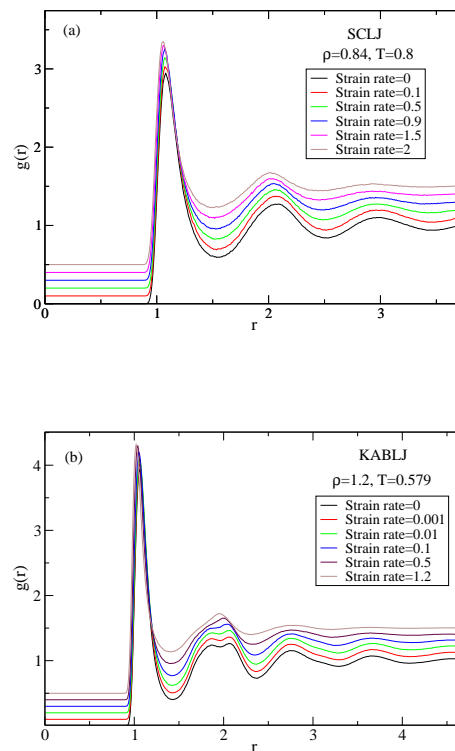 (a)
SCLJ
ρ=0.84, T=0.8
Strain rate=0
Strain rate=0.1
Strain rate=0.5
Strain rate=0.9
Strain rate=1.5
Strain rate=2
g(r)
3
2
1
0
0 1 2 3
r
(b)
KABLJ
ρ=1.2, T=0.579
Strain rate=0
Strain rate=0.001
Strain rate=0.01
Strain rate=0.1
Strain rate=0.5
Strain rate=1.2
g(r)
4
3
2
1
0 1 2 3 4
r